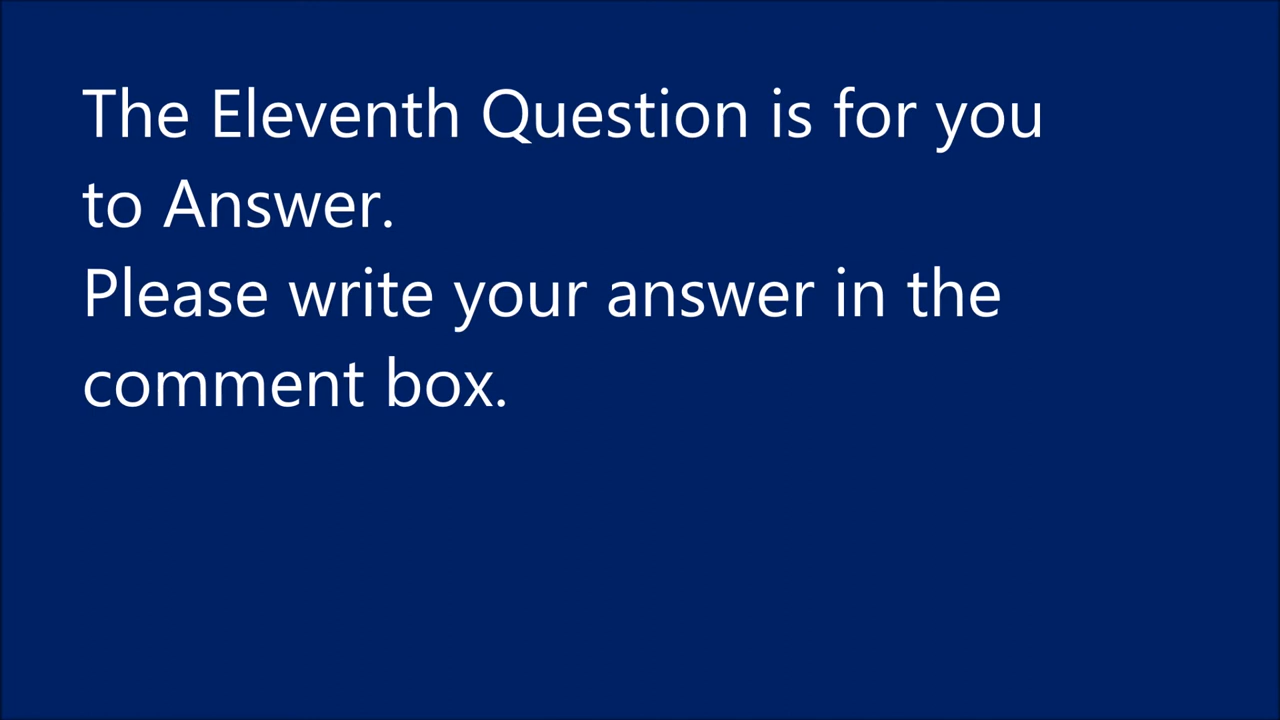 The Eleventh Question is for you
to Answer.
Please write your answer in the
comment box.